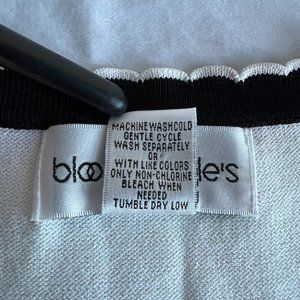 bloo le's
MACHINE WASH COLD
GENTLE CYCLE
WASH SEPARATELY
OR
WITH LIKE COLORS
ONLY NON-CHLORINE
BLEACH WHEN
NEEDED
TUMBLE DRY LOW